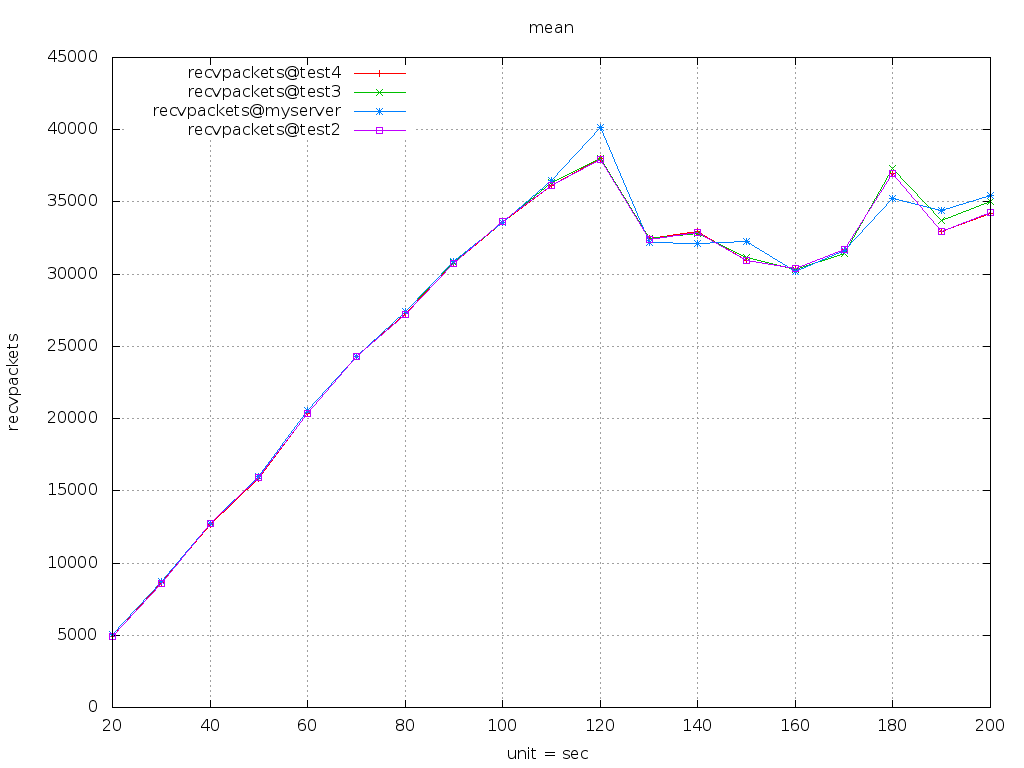 mean
45000
40000
35000
30000
25000
20000
15000
10000
5000
0
recvpackets@test4
recvpackets@test3
recvpackets@myserver
recvpackets@test2
recvpackets
20 40 60 80 100 120 140 160 180 200
unit = sec